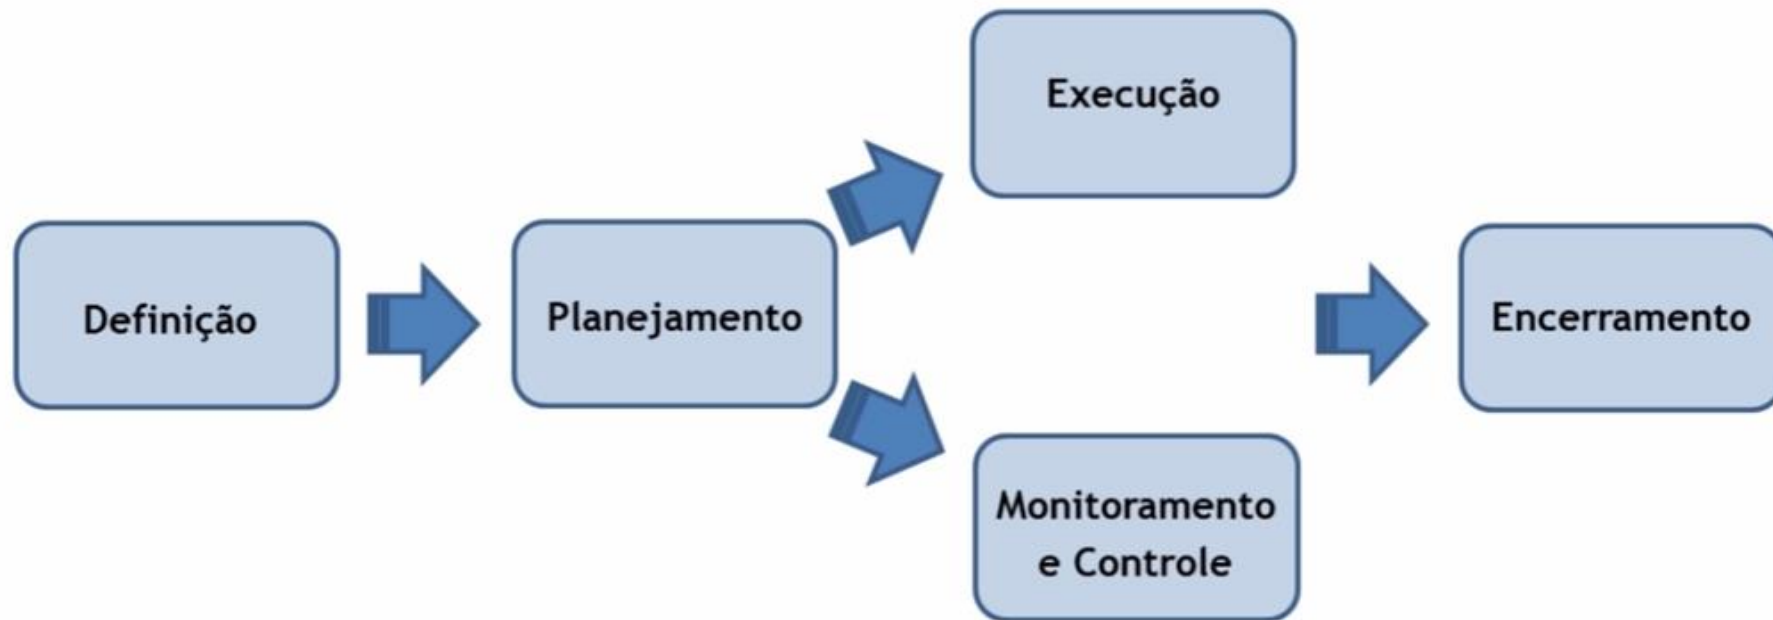 Definição
Planejamento
Execução
Monitoramento
e Controle
Encerramento